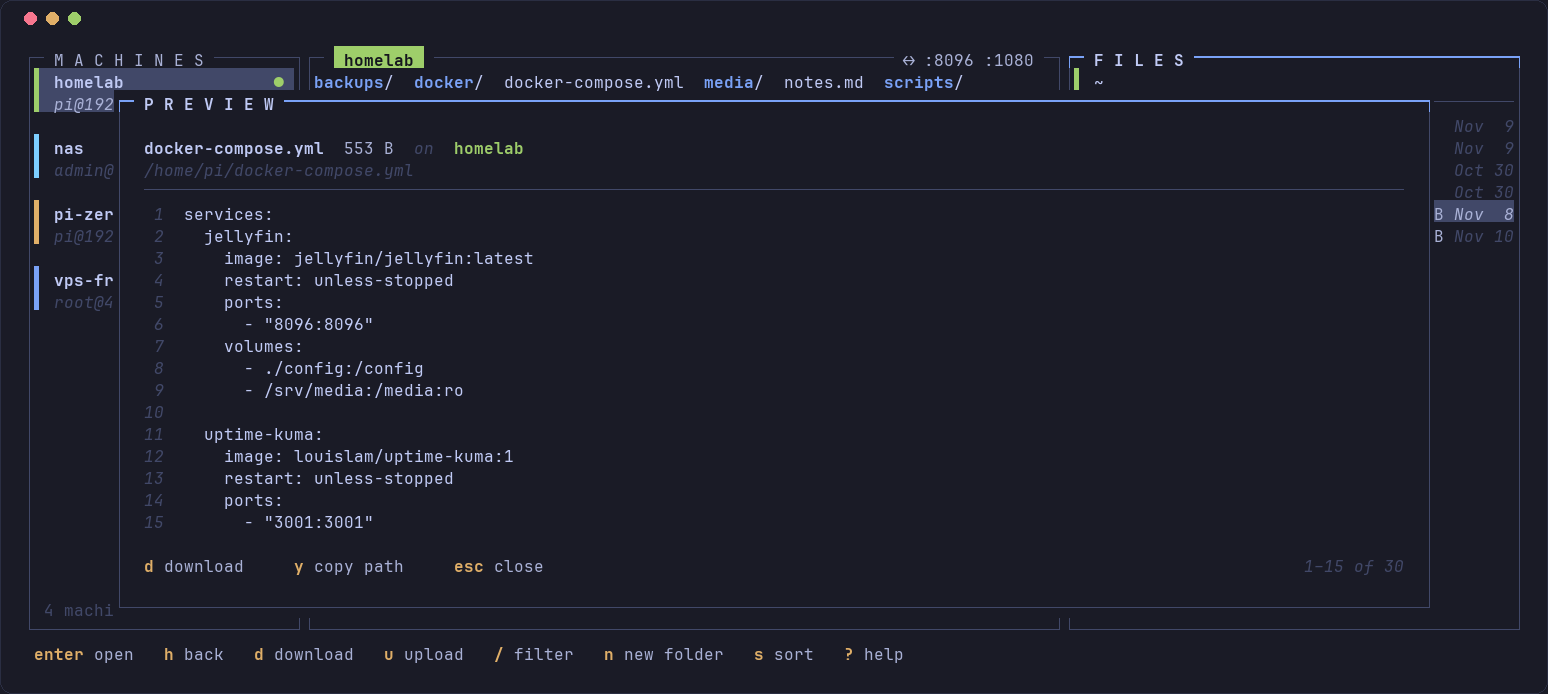 M A C H I N E S homelab ↔ :8096 :1080 F I L E S
homelab ● backups/ docker/ docker-compose.yml media/ notes.md scripts/ ~
pi@192 P R E V I E W
Nov 9
nas docker-compose.yml 553 B on homelab Nov 9
admin@ /home/pi/docker-compose.yml Oct 30
Oct 30
pi-zer 1 services: B Nov 8
pi@192 2 jellyfin: B Nov 10
3 image: jellyfin/jellyfin:latest
vps-fr 4 restart: unless-stopped
root@4 5 ports:
6 - "8096:8096"
7 volumes:
8 - ./config:/config
9 - /srv/media:/media:ro
10
11 uptime-kuma:
12 image: louislam/uptime-kuma:1
13 restart: unless-stopped
14 ports:
15 - "3001:3001"
d download y copy path esc close 1–15 of 30
4 machi
enter open h back d download u upload / filter n new folder s sort ? help